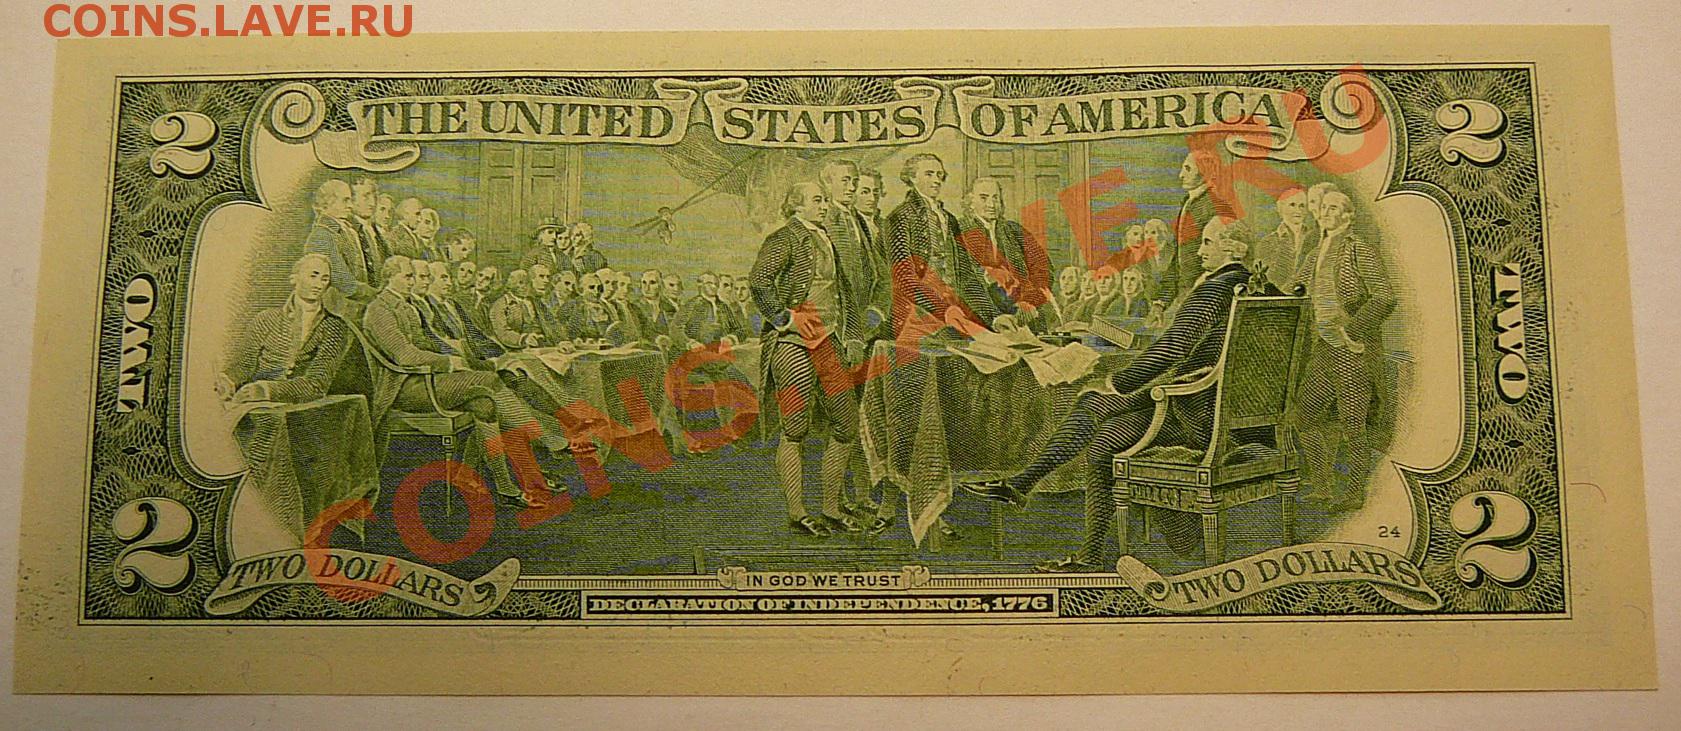 COINS.LAVE.RU
THE UNITED STATES OF AMERICA
2 2
TWO TWO
COINS.LAVE.RU
24
2 2
TWO DOLLARS TWO DOLLARS
IN GOD WE TRUST
DECLARATION OF INDEPENDENCE, 1776